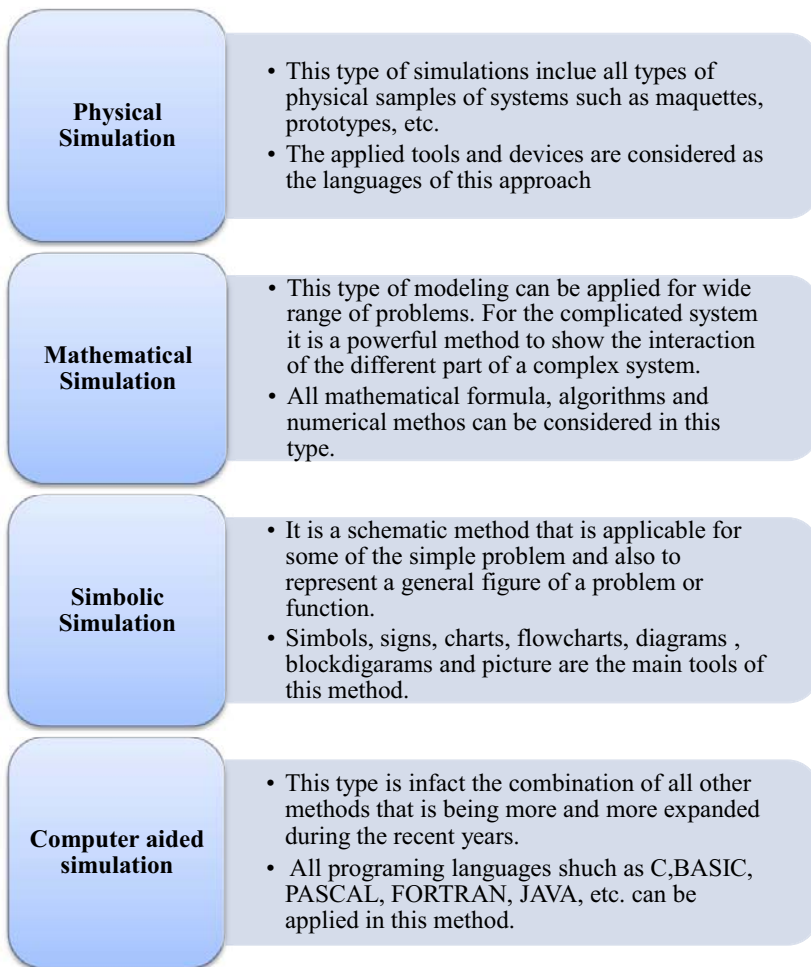 Physical
Simulation
• This type of simulations inclue all types of
physical samples of systems such as maquettes,
prototypes, etc.
• The applied tools and devices are considered as
the languages of this approach
Mathematical
Simulation
• This type of modeling can be applied for wide
range of problems. For the complicated system
it is a powerful method to show the interaction
of the different part of a complex system.
• All mathematical formula, algorithms and
numerical methos can be considered in this
type.
Simbolic
Simulation
• It is a schematic method that is applicable for
some of the simple problem and also to
represent a general figure of a problem or
function.
• Simbols, signs, charts, flowcharts, diagrams ,
blockdigarams and picture are the main tools of
this method.
Computer aided
simulation
• This type is infact the combination of all other
methods that is being more and more expanded
during the recent years.
• All programing languages shuch as C,BASIC,
PASCAL, FORTRAN, JAVA, etc. can be
applied in this method.